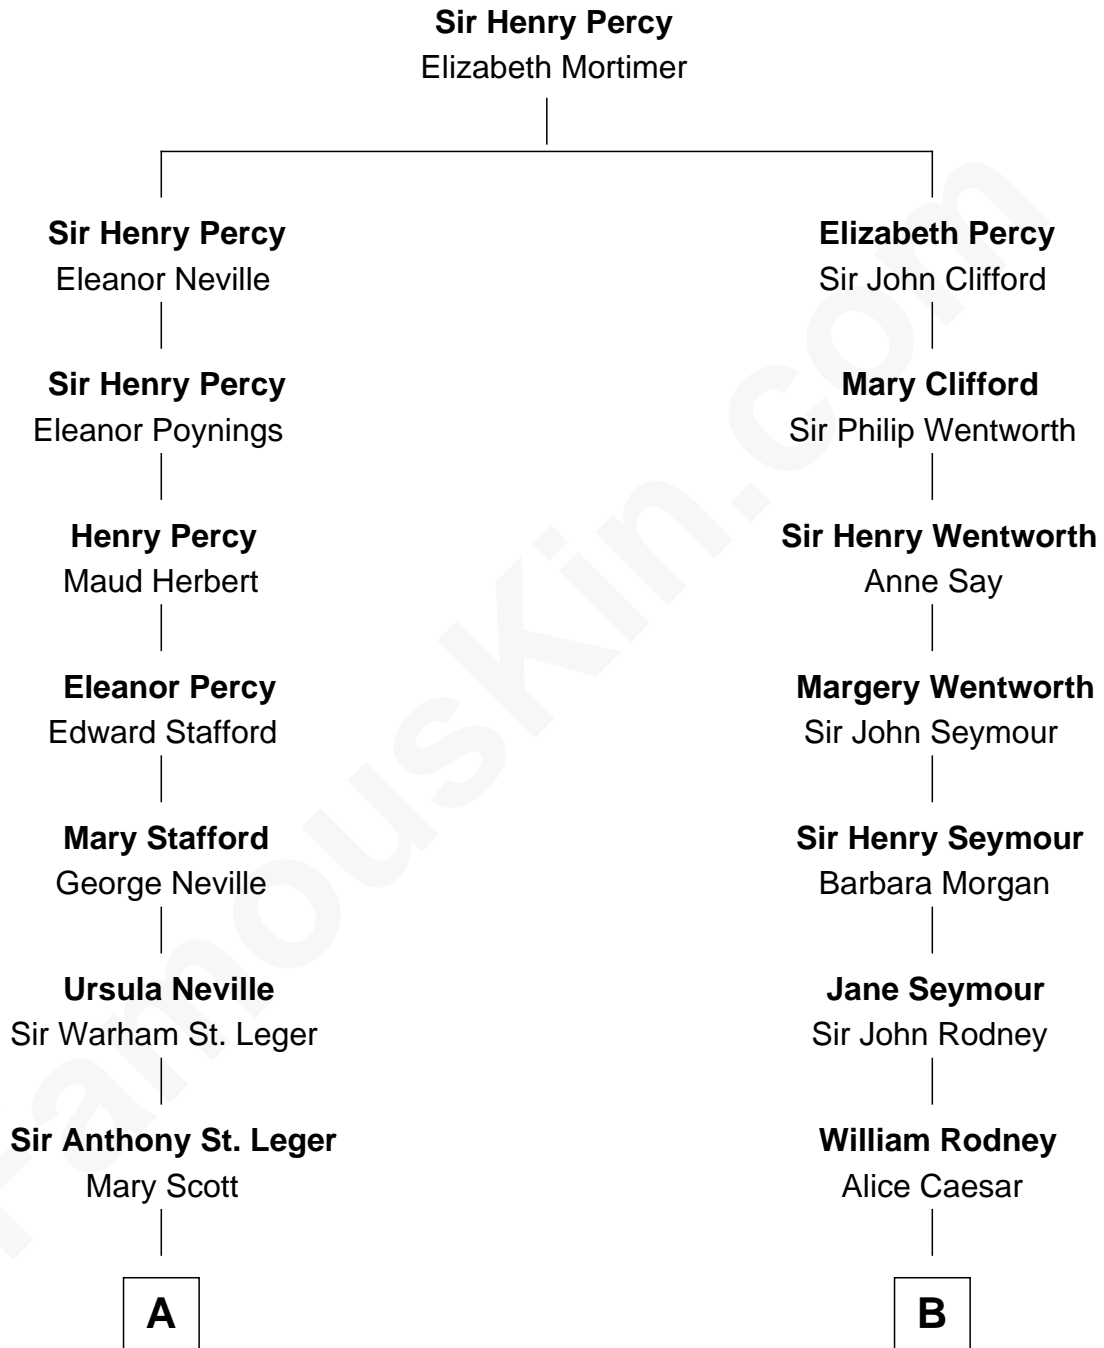 Sir Henry Percy
Elizabeth Mortimer
Sir Henry Percy
Eleanor Neville
Sir Henry Percy
Eleanor Poynings
Henry Percy
Maud Herbert
Eleanor Percy
Edward Stafford
Mary Stafford
George Neville
Ursula Neville
Sir Warham St. Leger
Sir Anthony St. Leger
Mary Scott
A
Elizabeth Percy
Sir John Clifford
Mary Clifford
Sir Philip Wentworth
Sir Henry Wentworth
Anne Say
Margery Wentworth
Sir John Seymour
Sir Henry Seymour
Barbara Morgan
Jane Seymour
Sir John Rodney
William Rodney
Alice Caesar
B
FamousKin.com